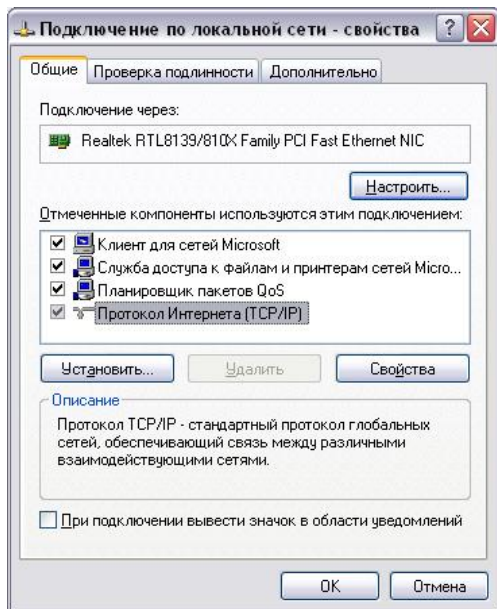 Подключение по локальной сети - свойства
Общие Проверка подлинности Дополнительно
Подключение через:
Realtek RTL8139/810X Family PCI Fast Ethernet NIC
Настроить...
Отмеченные компоненты используются этим подключением:
Клиент для сетей Microsoft
Служба доступа к файлам и принтерам сетей Micro...
Планировщик пакетов QoS
Протокол Интернета (TCP/IP)
Установить... Удалить Свойства
Описание
Протокол TCP/IP - стандартный протокол глобальных
сетей, обеспечивающий связь между различными
взаимодействующими сетями.
При подключении вывести значок в области уведомлений
OK Отмена